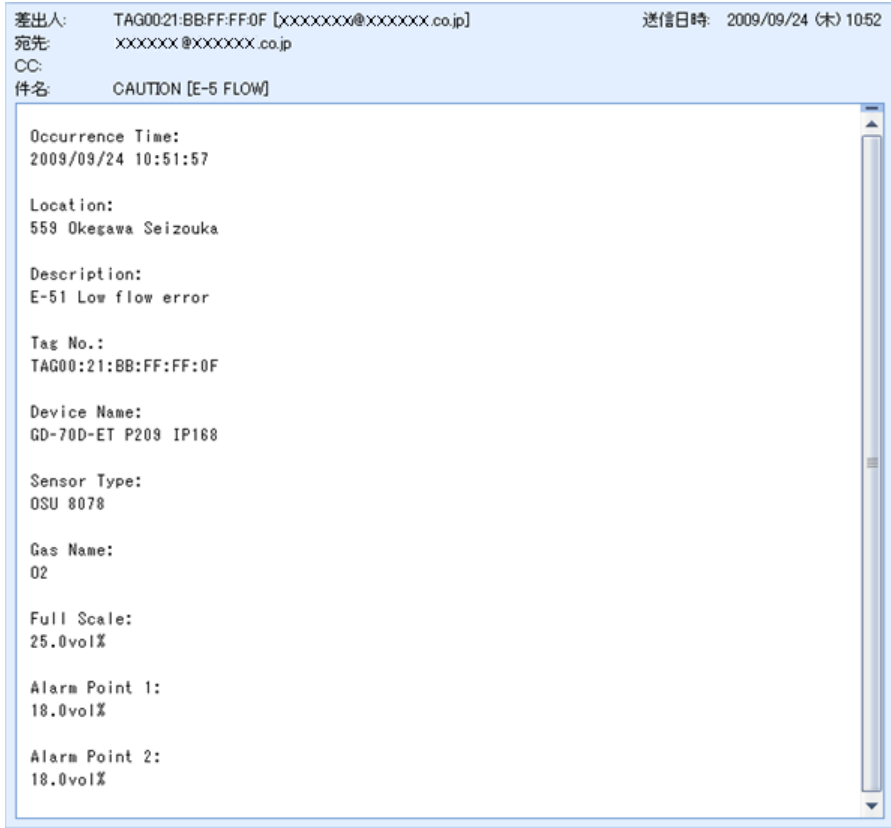 差出人: TAG00:21:BB:FF:FF:0F [xxxxxxx@xxxxxx.co.jp] 送信日時: 2009/09/24 (木) 10:52
宛先: xxxxxx@xxxxxx.co.jp
CC:
件名: CAUTION [E-5 FLOW]
Occurrence Time:
2009/09/24 10:51:57
Location:
559 Okegawa Seizouka
Description:
E-51 Low flow error
Tag No.:
TAG00:21:BB:FF:FF:0F
Device Name:
GD-70D-ET P209 IP168
Sensor Type:
OSU 8078
Gas Name:
O2
Full Scale:
25.0vol%
Alarm Point 1:
18.0vol%
Alarm Point 2:
18.0vol%